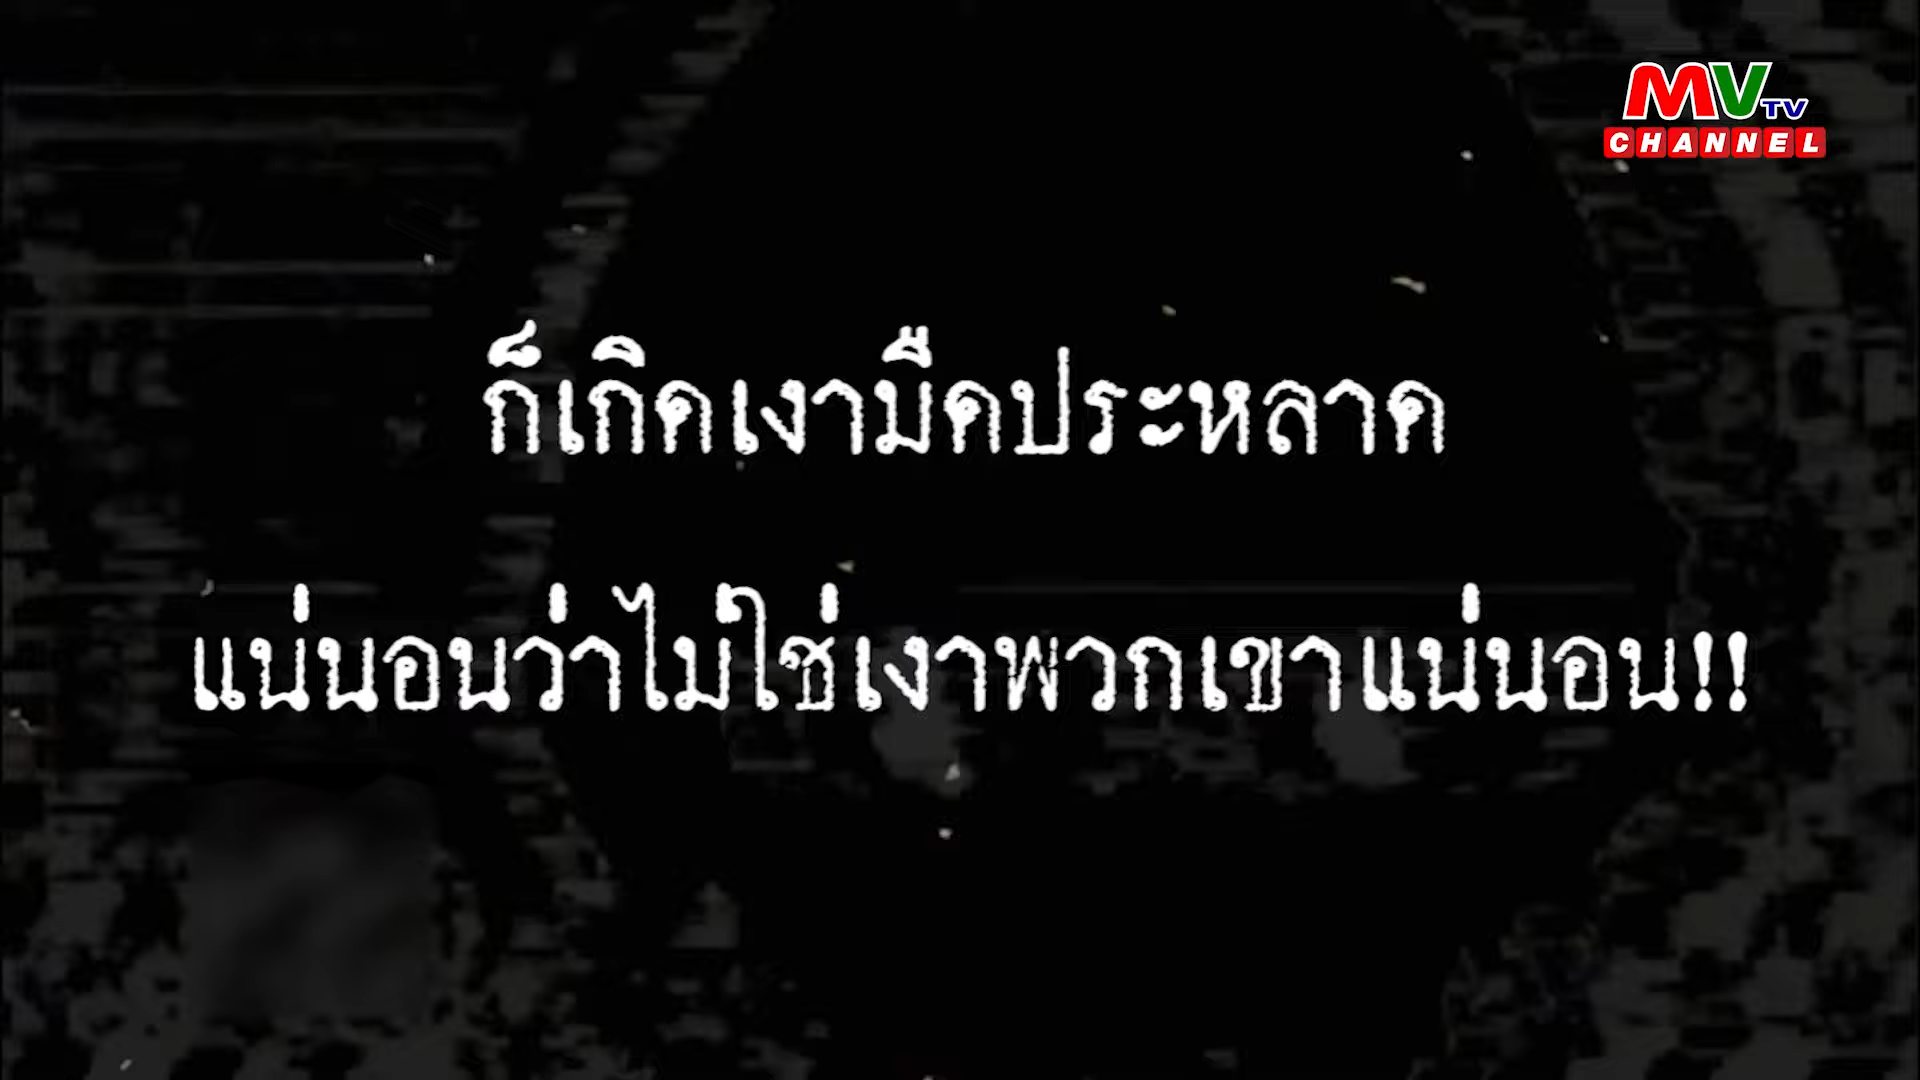 MV TV
CHANNEL
ก็เกิดเงามืดประหลาด
แน่นอนว่าไม่ใช่เงาพวกเขาแน่นอน!!